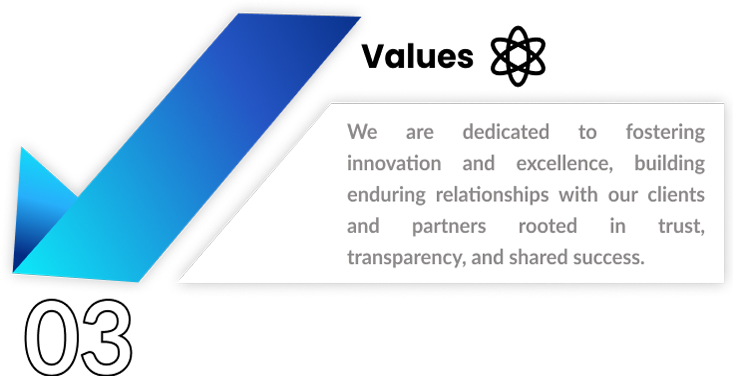 Values
We are dedicated to fostering
innovation and excellence, building
enduring relationships with our clients
and partners rooted in trust,
transparency, and shared success.
03